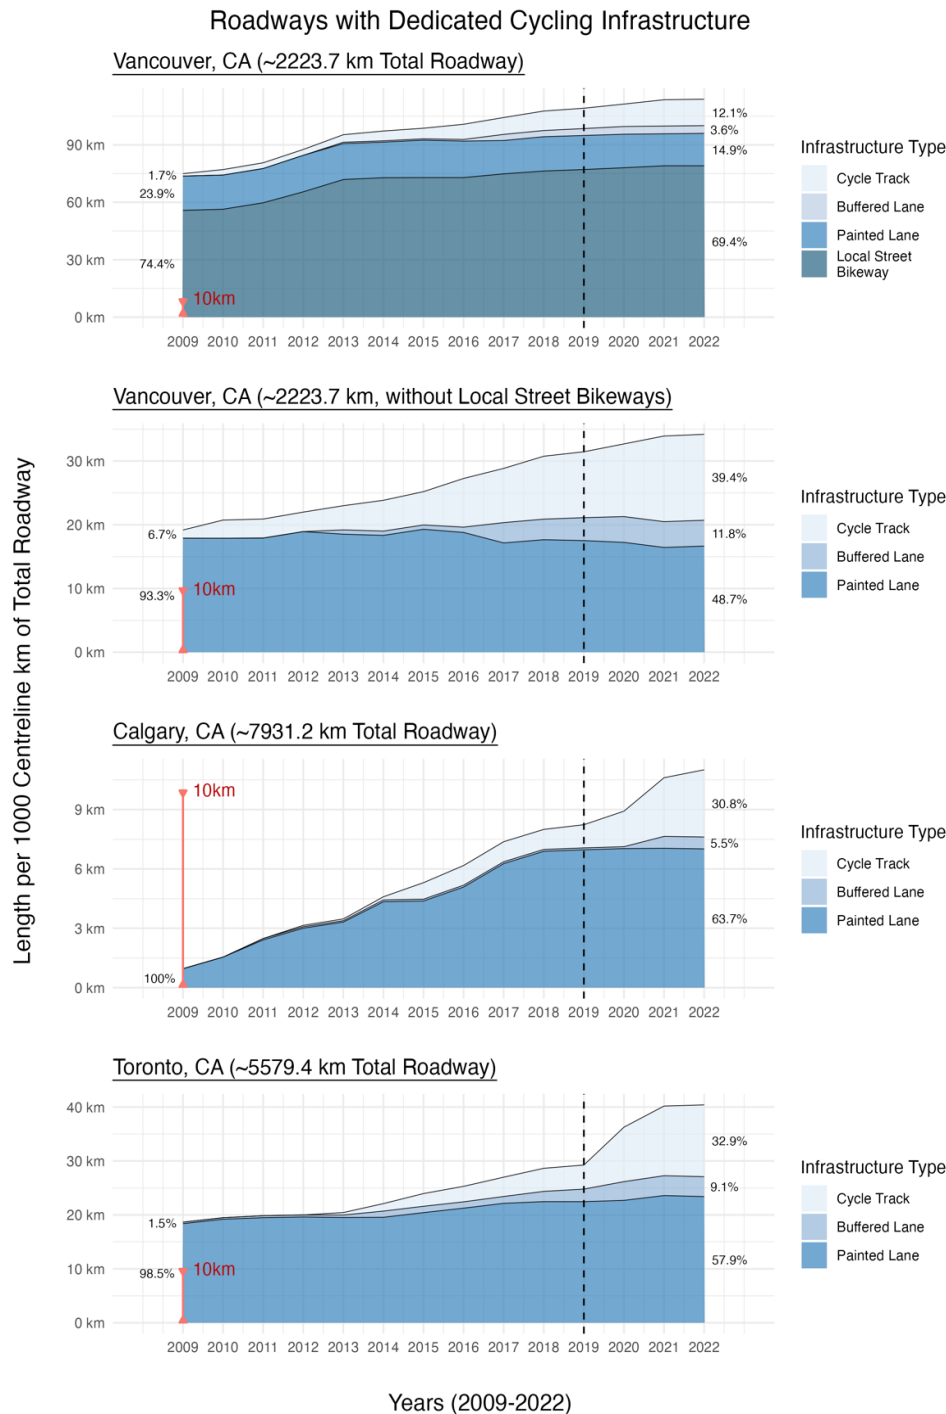 Roadways with Dedicated Cycling Infrastructure
Length per 1000 Centreline km of Total Roadway
Vancouver, CA (~2223.7 km Total Roadway)
90 km
60 km
30 km
0 km
1.7%
23.9%
74.4%
10km
12.1%
3.6%
14.9%
69.4%
2009 2010 2011 2012 2013 2014 2015 2016 2017 2018 2019 2020 2021 2022
Infrastructure Type
Cycle Track
Buffered Lane
Painted Lane
Local Street
Bikeway
Vancouver, CA (~2223.7 km, without Local Street Bikeways)
30 km
20 km
10 km
0 km
6.7%
93.3%
10km
39.4%
11.8%
48.7%
2009 2010 2011 2012 2013 2014 2015 2016 2017 2018 2019 2020 2021 2022
Infrastructure Type
Cycle Track
Buffered Lane
Painted Lane
Calgary, CA (~7931.2 km Total Roadway)
9 km
6 km
3 km
0 km
10km
100%
30.8%
5.5%
63.7%
2009 2010 2011 2012 2013 2014 2015 2016 2017 2018 2019 2020 2021 2022
Infrastructure Type
Cycle Track
Buffered Lane
Painted Lane
Toronto, CA (~5579.4 km Total Roadway)
40 km
30 km
20 km
10 km
0 km
1.5%
98.5%
10km
32.9%
9.1%
57.9%
2009 2010 2011 2012 2013 2014 2015 2016 2017 2018 2019 2020 2021 2022
Infrastructure Type
Cycle Track
Buffered Lane
Painted Lane
Years (2009-2022)